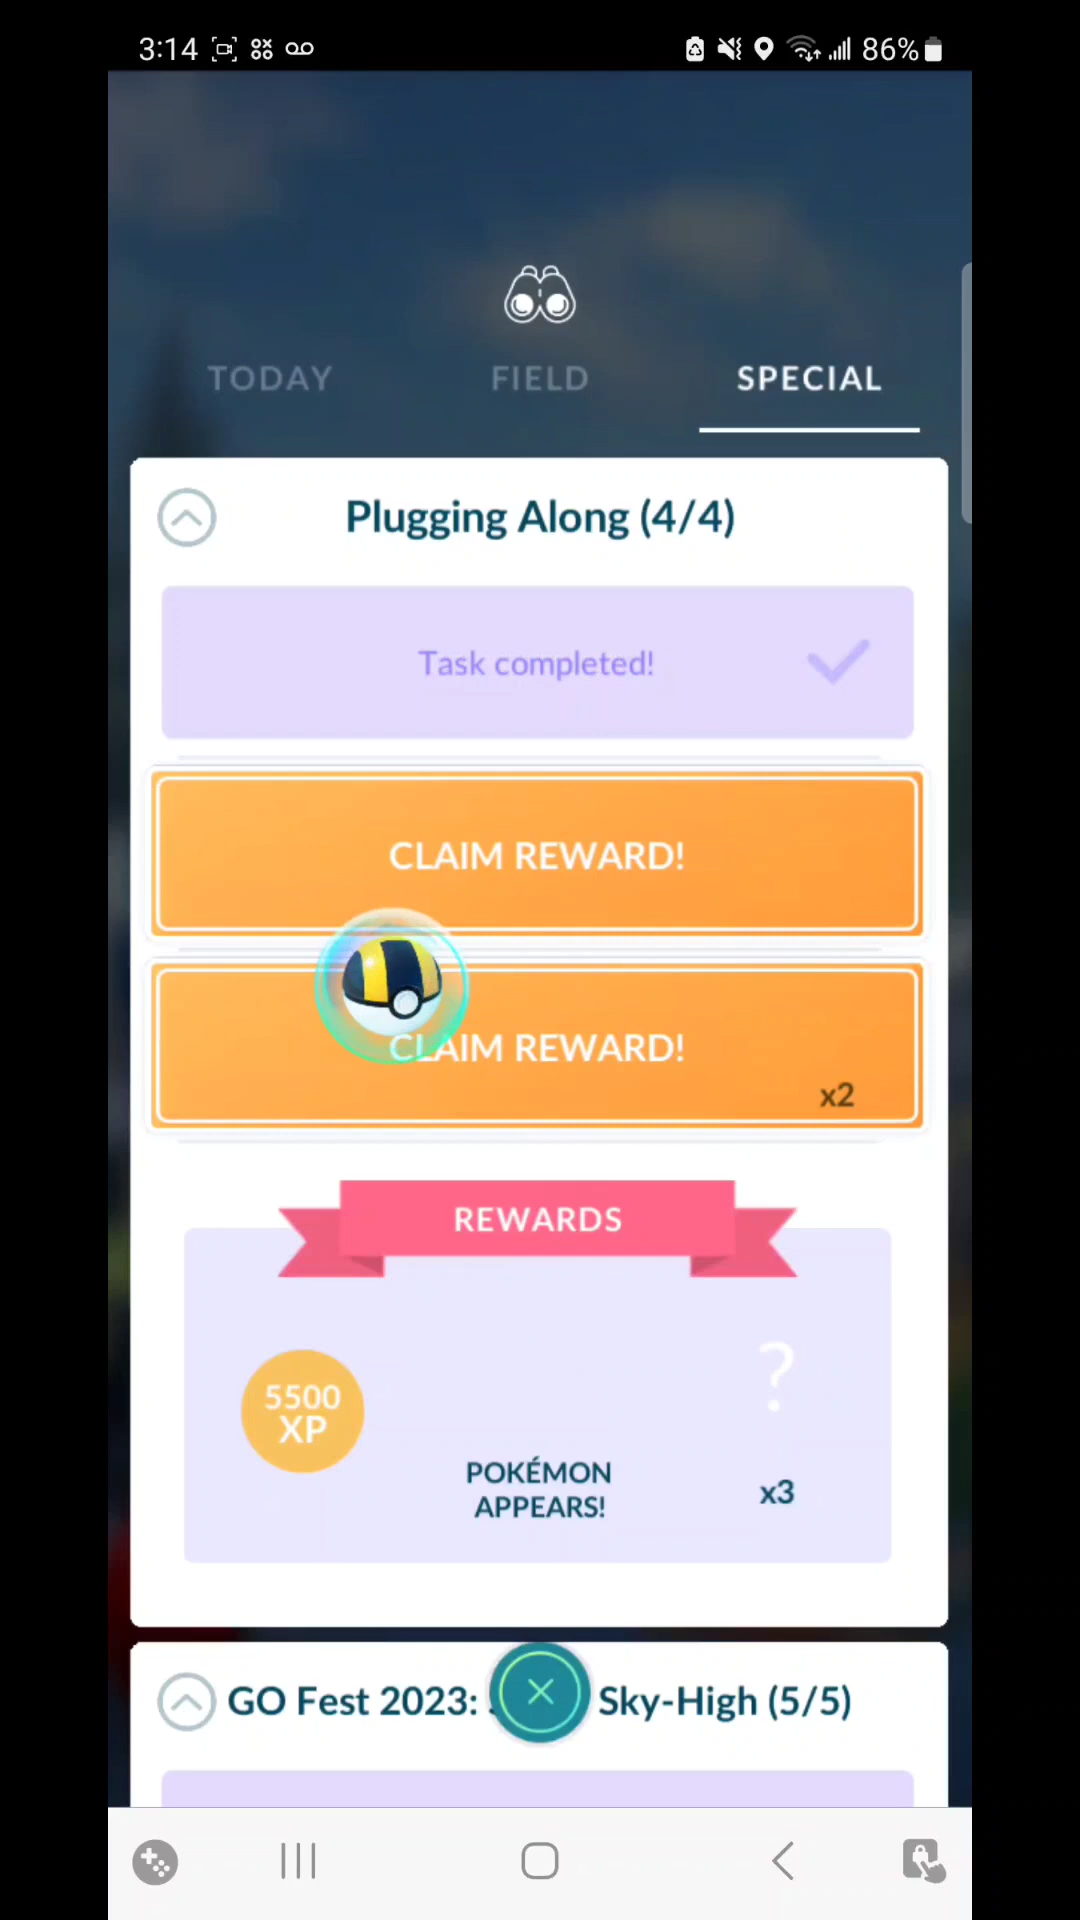 3:14
86%
TODAY
FIELD
SPECIAL
Plugging Along (4/4)
Task completed!
CLAIM REWARD!
CLAIM REWARD!
x2
REWARDS
5500
XP
POKÉMON
APPEARS!
x3
GO Fest 2023:
Sky-High (5/5)